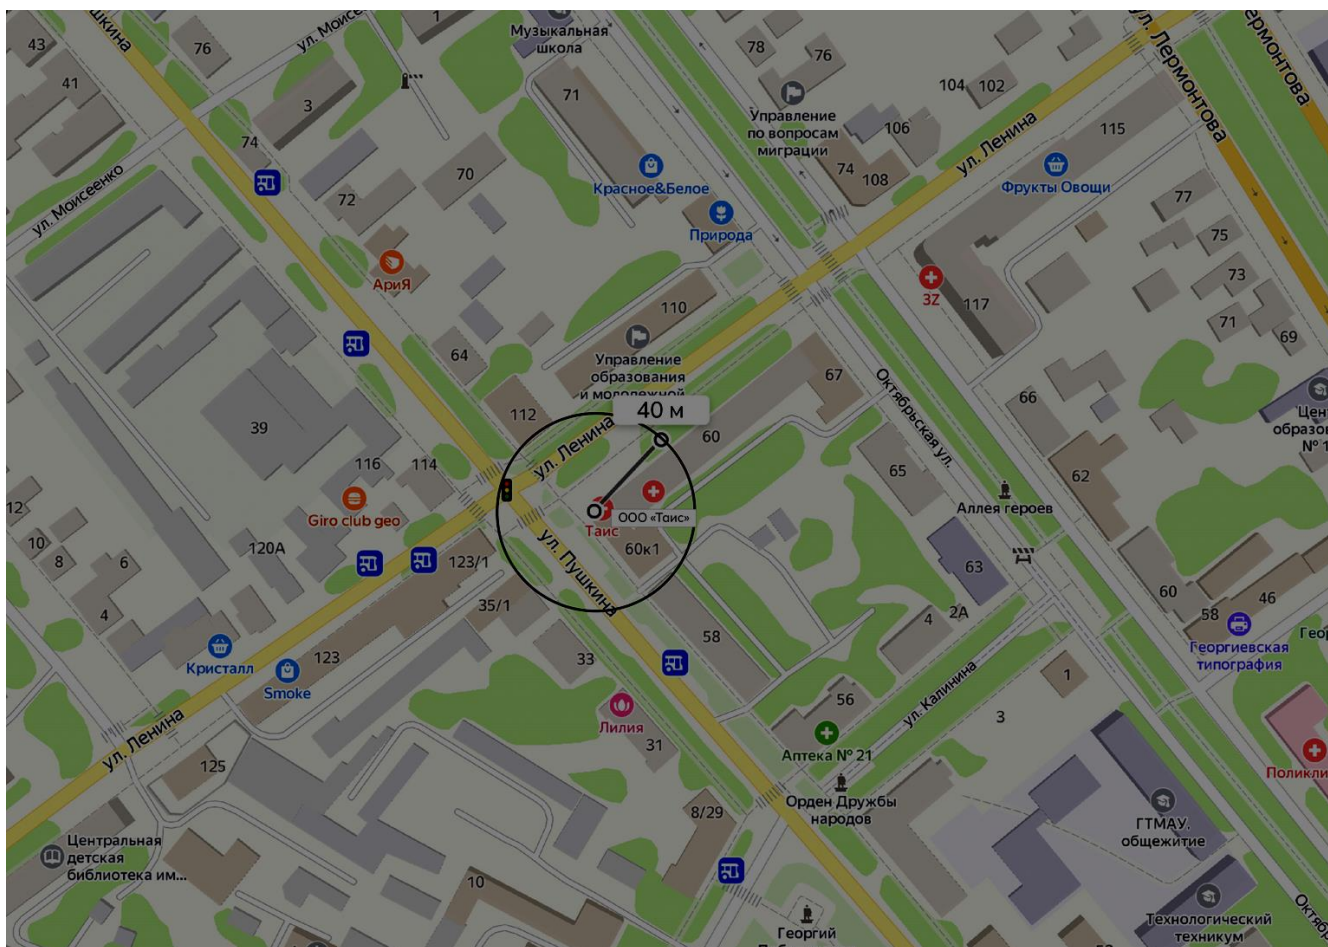 43
76
ул. Моисеенко
1
Музыкальная
школа
78
76
ул. Лермонтова
41
3
71
104
102
Управление
по вопросам
миграции
106
ул. Ленина
115
74
70
Красное&Белое
74
108
Фрукты Овощи
ул. Моисеенко
72
Природа
77
75
АриЯ
3Z
117
73
110
71
69
64
Управление
образования
и молодежной
67
Октябрьская ул.
66
40 м
112
ул. Ленина
60
39
116
114
65
62
12
Giro club geo
Таис
ООО «Таис»
Аллея героев
10
8
6
120А
123/1
ул. Пушкина
60к1
63
4
35/1
4
2А
60
58
46
58
Георгиевская
типография
Кристалл
123
Smoke
33
1
ул. Ленина
Лилия
31
56
ул. Калинина
3
Аптека № 21
125
8/29
Орден Дружбы
народов
ГТМАУ,
общежитие
Центральная
детская
библиотека им...
10
Георгий
Технологический
техникум